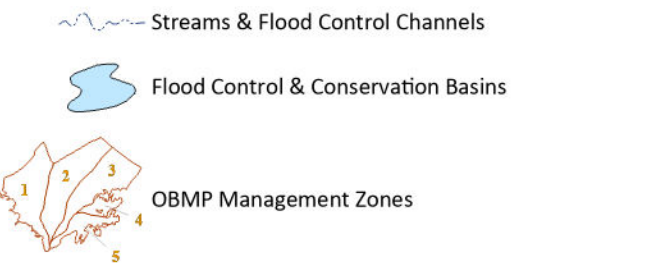 Streams & Flood Control Channels
Flood Control & Conservation Basins
1 2 3
OBMP Management Zones
4
5